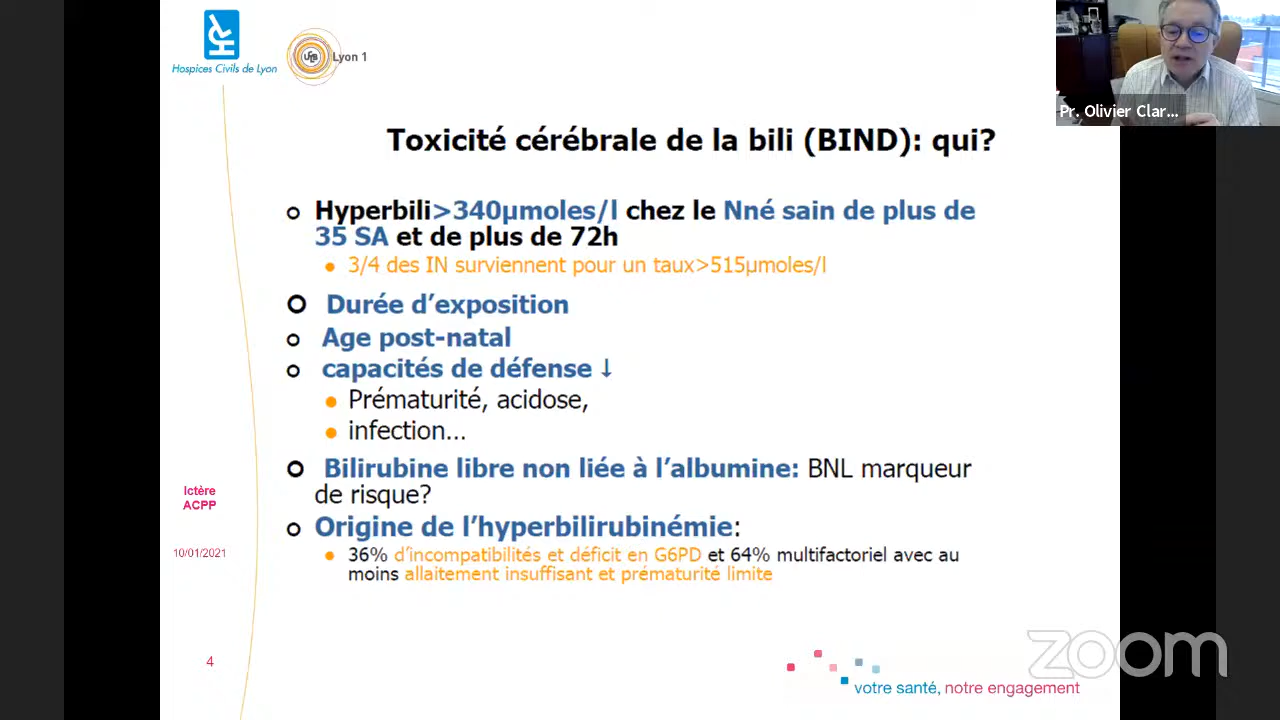 Hospices Civils de Lyon
Lyon 1
Pr. Olivier Clar...
Toxicité cérébrale de la bili (BIND): qui?
Hyperbili>340µmoles/l chez le Nné sain de plus de
35 SA et de plus de 72h
3/4 des IN surviennent pour un taux>515µmoles/l
Durée d'exposition
Age post-natal
capacités de défense ↓
Prématurité, acidose,
infection...
Bilirubine libre non liée à l'albumine: BNL marqueur
de risque?
Origine de l'hyperbilirubinémie:
36% d'incompatibilités et déficit en G6PD et 64% multifactoriel avec au
moins allaitement insuffisant et prématurité limite
Ictère
ACPP
10/01/2021
4
zoom
votre santé, notre engagement